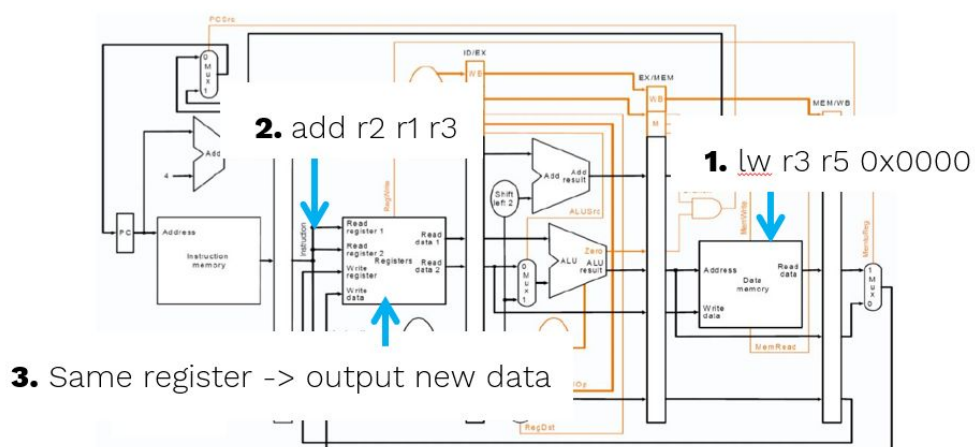 PCSrc
ID/EX
WB
EX/MEM
WB
M
MEM/WB
0
M
u
x
1
2. add r2 r1 r3
1. lw r3 r5 0x0000
Add
4
Add
Add
result
Shift
left 2
ALUSrc
RegWrite
MemWrite
MemtoReg
PC
Address
Instruction
memory
Instruction
Read
register 1
Read
register 2
Write
register
Write
data
Registers
Read
data 1
Read
data 2
0
M
u
x
1
Zero
ALU
ALU
result
Address
Write
data
Data
memory
Read
data
1
M
u
x
0
MemRead
3. Same register -> output new data
RegDst